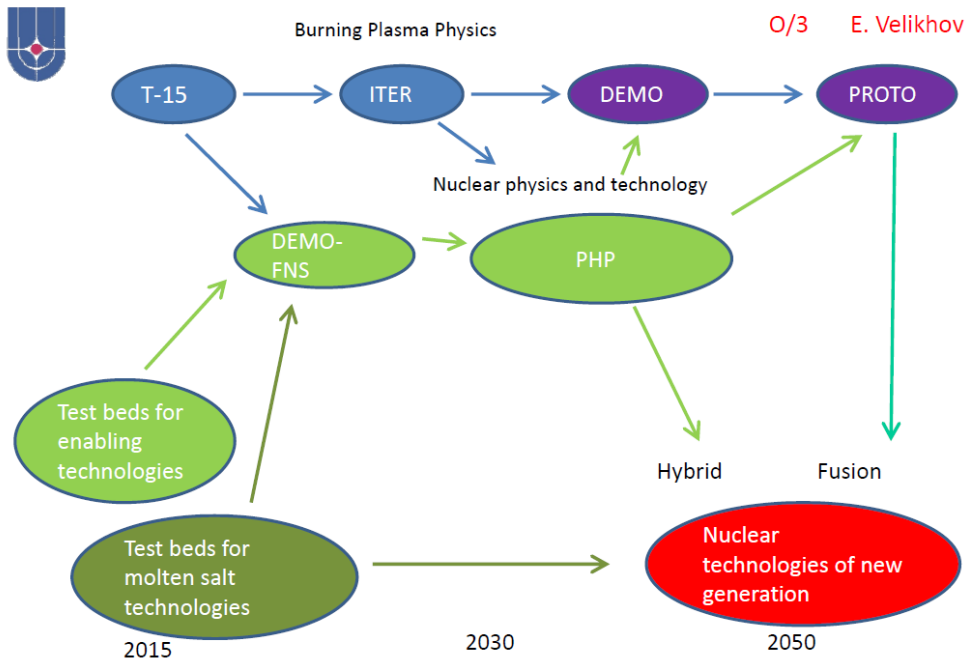 Burning Plasma Physics
O/3 E. Velikhov
T-15
ITER
DEMO
PROTO
Nuclear physics and technology
DEMO-
FNS
PHP
Test beds for
enabling
technologies
Hybrid
Fusion
Test beds for
molten salt
technologies
Nuclear
technologies of new
generation
2015
2030
2050